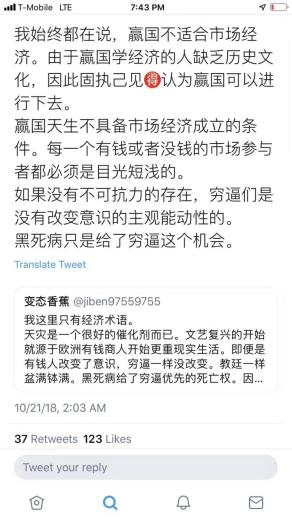 T-Mobile LTE
7:43 PM
我始终都在说，赢国不适合市场经
济。由于赢国学经济的人缺乏历史文
化，因此固执己见🉐认为赢国可以进
行下去。
赢国天生不具备市场经济成立的条
件。每一个有钱或者没钱的市场参与
者都必须是目光短浅的。
如果没有不可抗力的存在，穷逼们是
没有改变意识的主观能动性的。
黑死病只是给了穷逼这个机会。
Translate Tweet
变态香蕉 @jiben97559755
我这里只有经济术语。
天灾是一个很好的催化剂而已。文艺复兴的开始
就源于欧洲有钱商人开始更重现实生活。即便是
有钱人改变了意识，穷逼一样没改变。教廷一样
盆满钵满。黑死病给了穷逼优先的死亡权。因...
10/21/18, 2:03 AM
37 Retweets 123 Likes
Tweet your reply